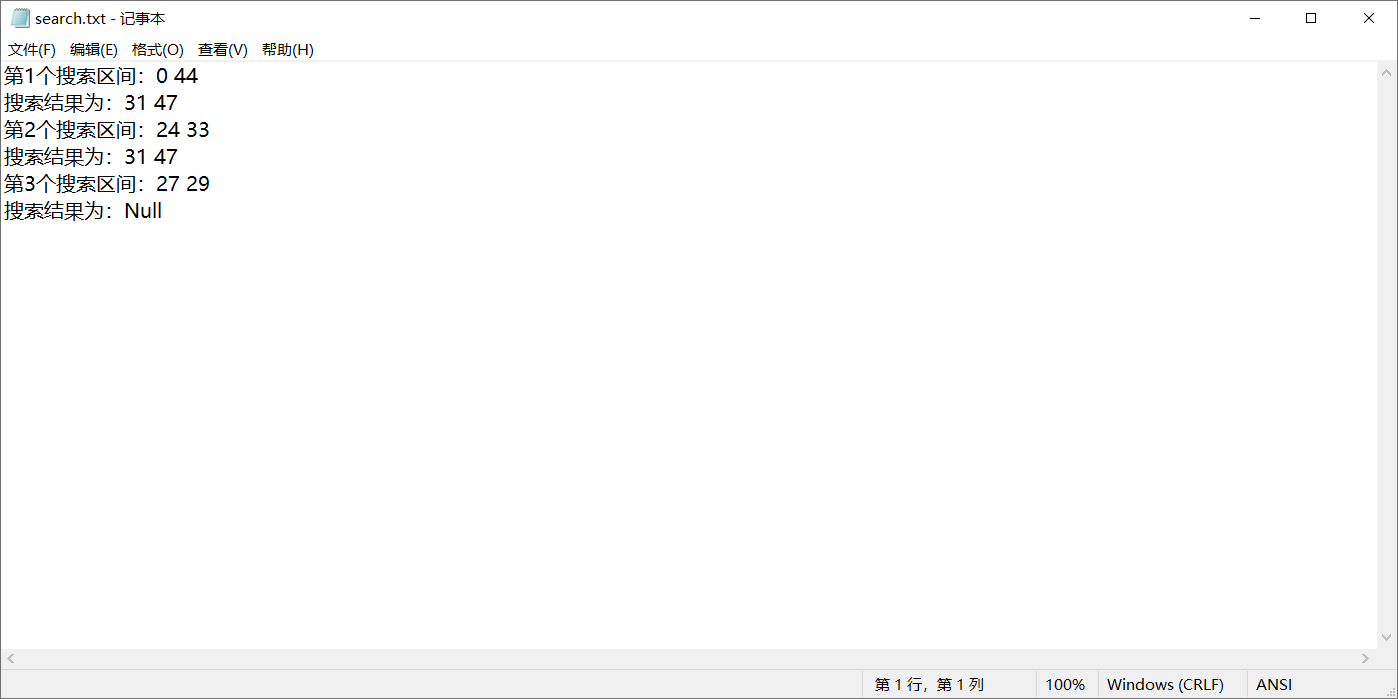 search.txt - 记事本
文件(F) 编辑(E) 格式(O) 查看(V) 帮助(H)
第1个搜索区间：0 44
搜索结果为：31 47
第2个搜索区间：24 33
搜索结果为：31 47
第3个搜索区间：27 29
搜索结果为：Null
第 1 行，第 1 列 100% Windows (CRLF) ANSI